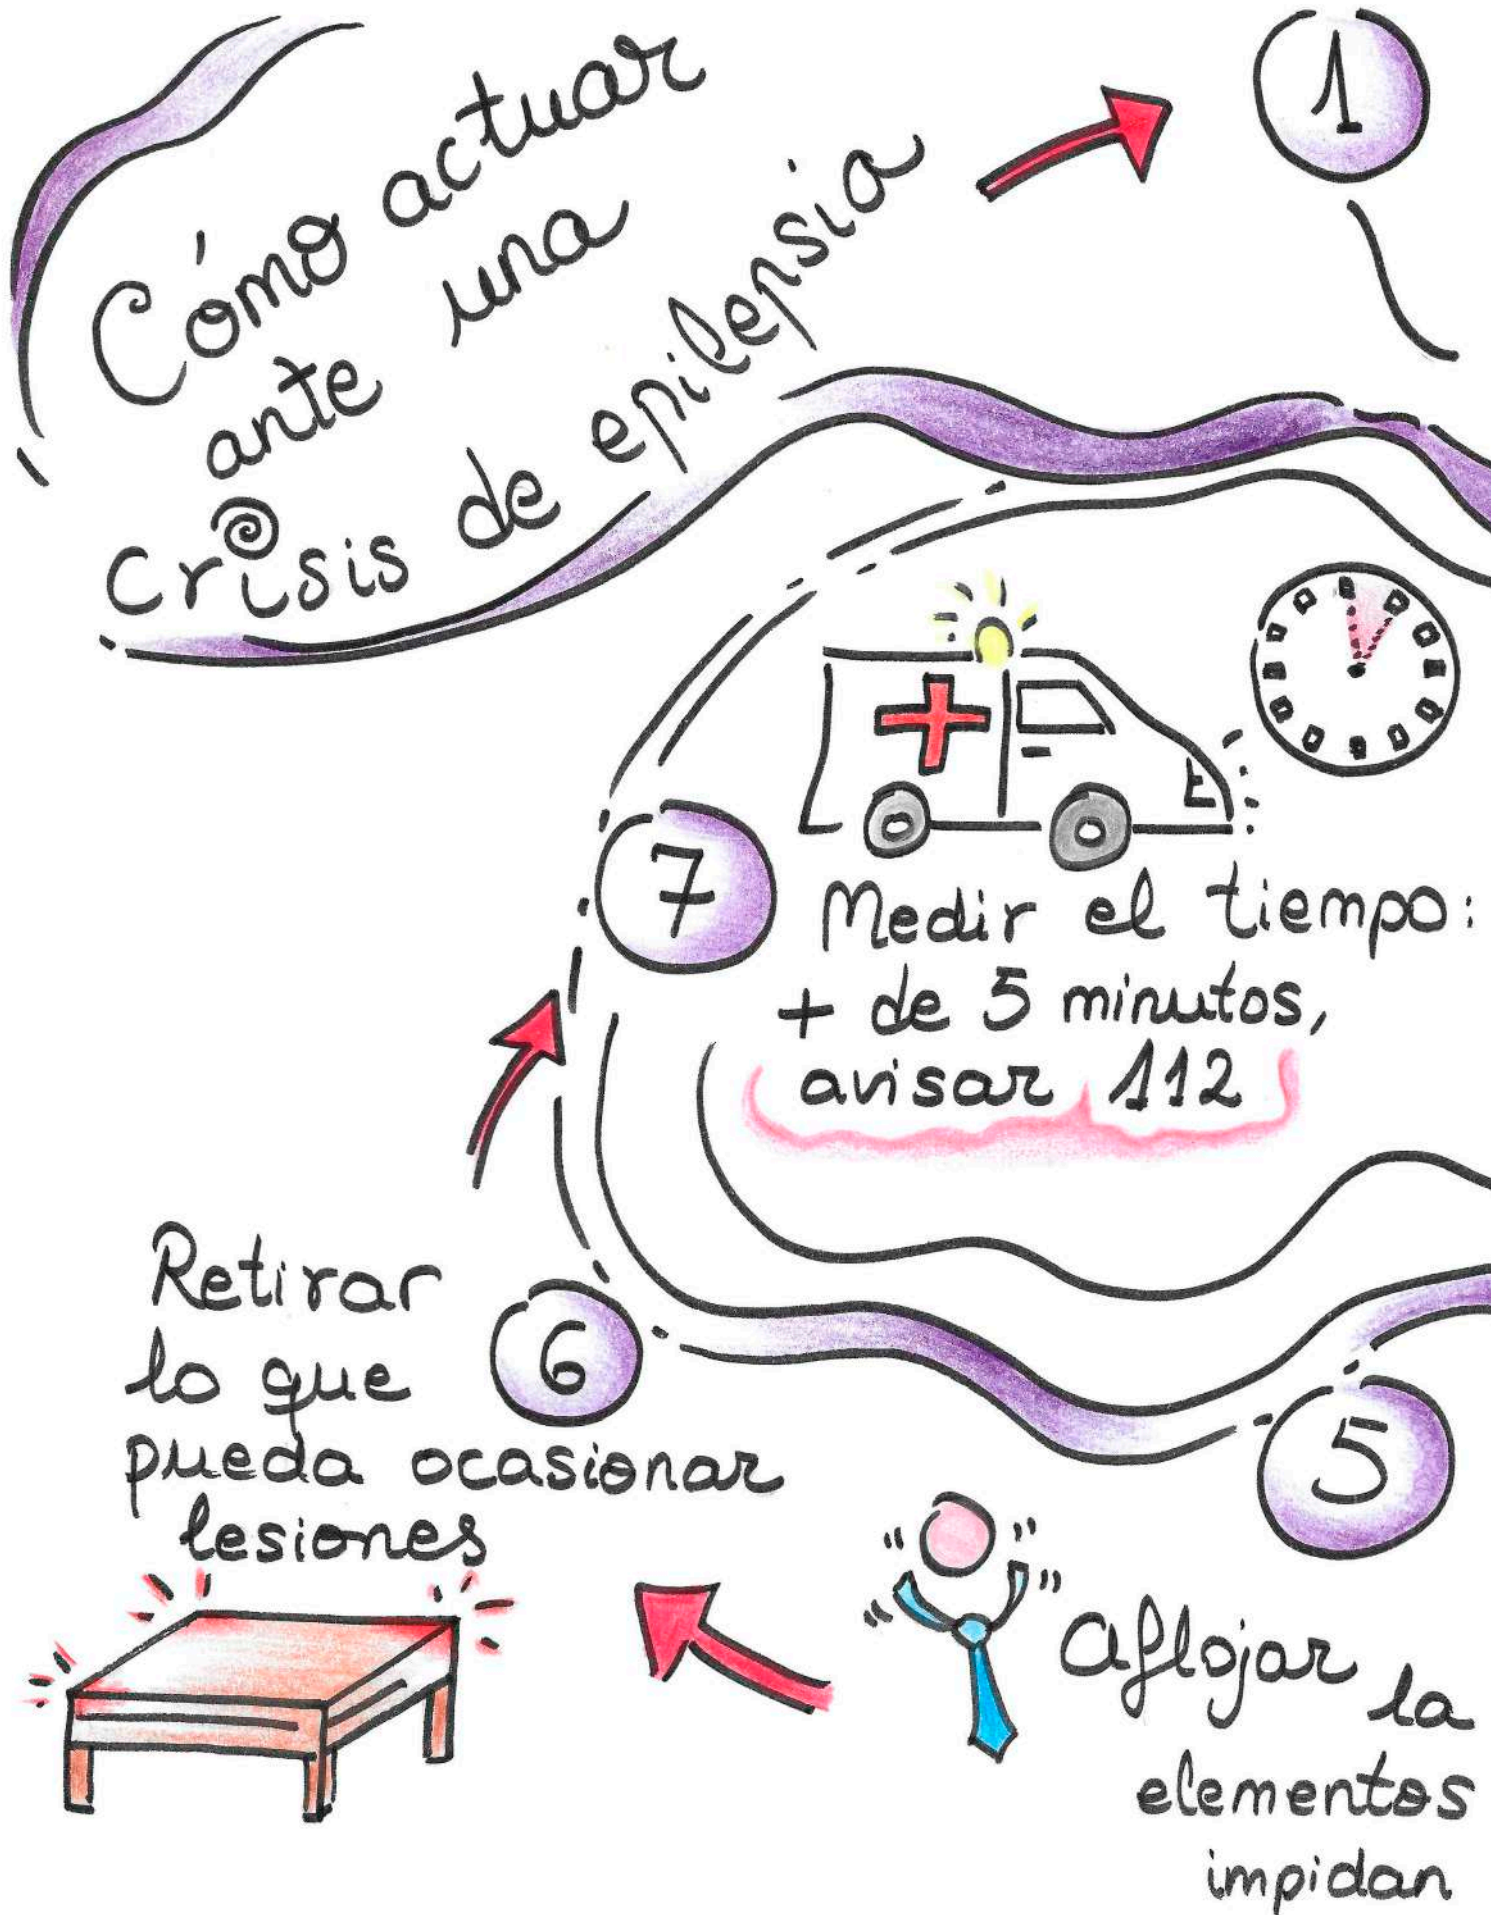 Cómo actuar
ante una
Crisis de epilepsia
1
7
Medir el tiempo:
+ de 5 minutos,
avisar 112
6
Retirar
lo que
pueda ocasionar
lesiones
5
Aflojar la
elementos
impidan